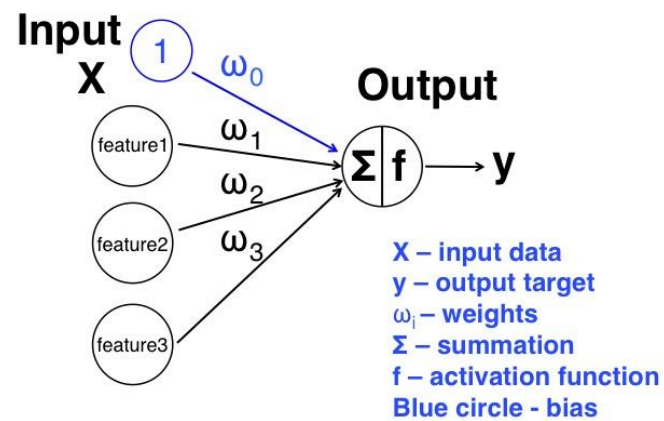 Input
X
1
ω₀
Output
feature1
ω₁
Σ f
y
ω₂
feature2
ω₃
feature3
X – input data
y – output target
ωᵢ – weights
Σ – summation
f – activation function
Blue circle - bias